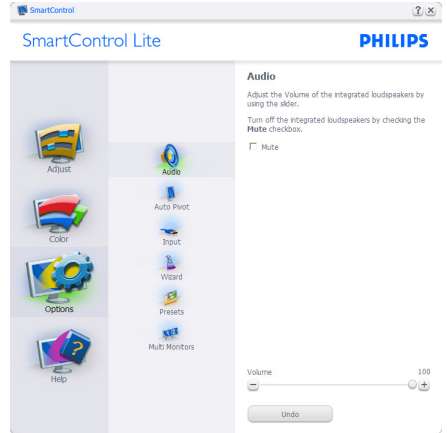 SmartControl
SmartControl Lite
PHILIPS
Adjust
Color
Options
Help
Audio
Auto Pivot
Input
Wizard
Presets
Multi Monitors
Audio
Adjust the Volume of the integrated loudspeakers by
using the slider.
Turn off the integrated loudspeakers by checking the
Mute checkbox.
Mute
Volume 100
Undo